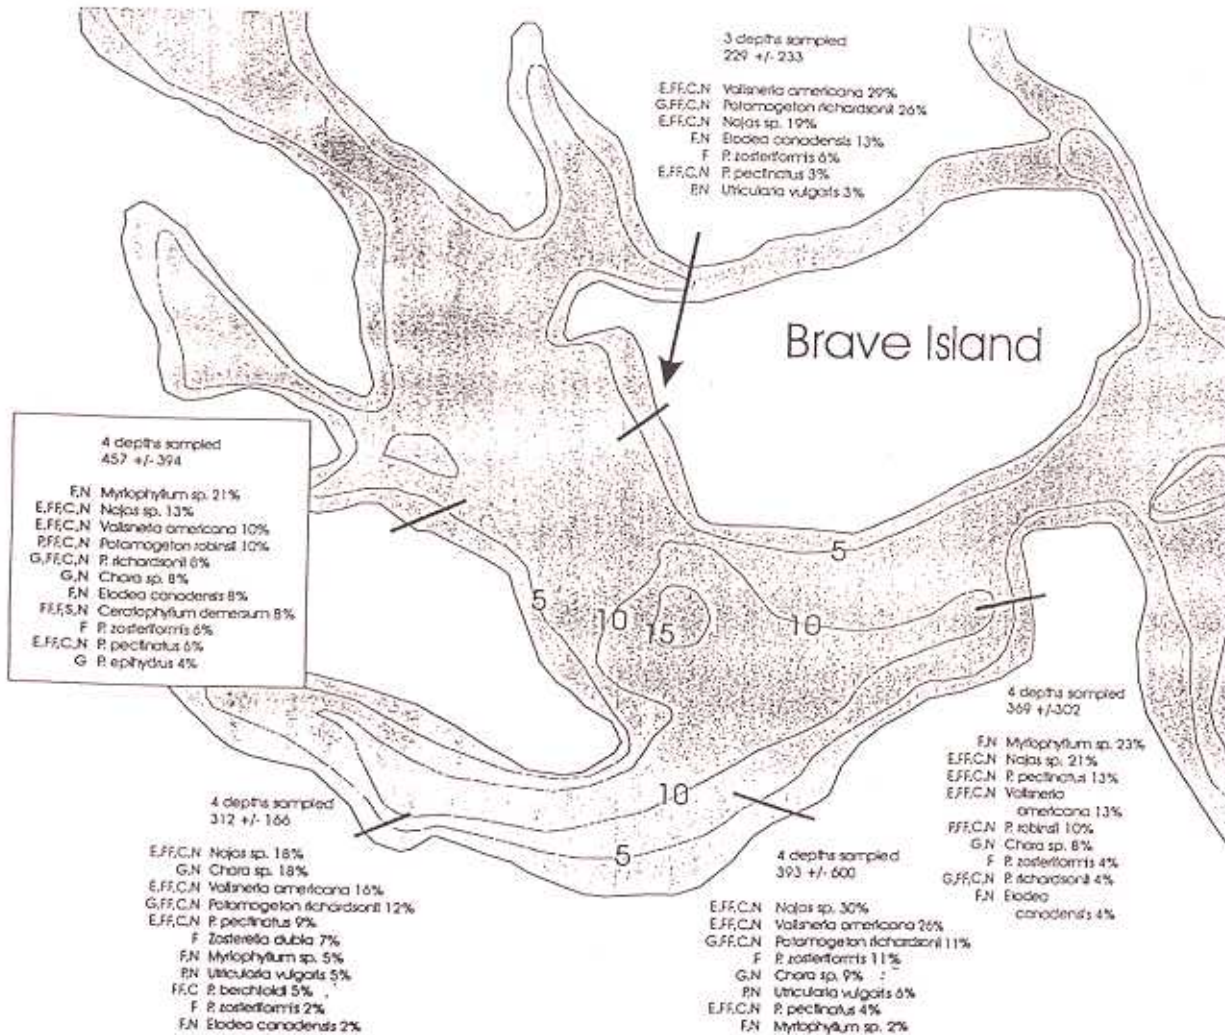 3 depths sampled
229 +/- 233
E,FF,C,N Valisneria americana 29%
G,FF,C,N Potamogeton richardsonii 26%
E,FF,C,N Najas sp. 19%
F,N Elodea canadensis 13%
F P. zosteriformis 6%
E,FF,C,N P. pectinatus 3%
P,N Utricularia vulgaris 3%
Brave Island
4 depths sampled
457 +/- 394
F,N Myriophyllum sp. 21%
E,FF,C,N Najas sp. 13%
E,FF,C,N Valisneria americana 10%
P,FF,C,N Potamogeton robinsii 10%
G,FF,C,N P. richardsonii 8%
G,N Chara sp. 8%
F,N Elodea canadensis 8%
F,F,F,S,N Ceratophyllum demersum 8%
F P. zosteriformis 6%
E,FF,C,N P. pectinatus 6%
G P. epihydrus 4%
5
5
10
15
10
10
5
4 depths sampled
369 +/-302
F,N Myriophyllum sp. 23%
E,FF,C,N Najas sp. 21%
E,FF,C,N P. pectinatus 13%
E,FF,C,N Valisneria
americana 13%
P,FF,C,N P. robinsii 10%
G,N Chara sp. 8%
F P. zosteriformis 4%
G,FF,C,N P. richardsonii 4%
F,N Elodea
canadensis 4%
4 depths sampled
312 +/- 166
E,FF,C,N Najas sp. 18%
G,N Chara sp. 18%
E,FF,C,N Valisneria americana 16%
G,FF,C,N Potamogeton richardsonii 12%
E,FF,C,N P. pectinatus 9%
F Zosterella dubia 7%
F,N Myriophyllum sp. 5%
P,N Utricularia vulgaris 5%
FF,C P. berchtoldi 5%
F P. zosteriformis 2%
F,N Elodea canadensis 2%
4 depths sampled
393 +/- 600
E,FF,C,N Najas sp. 30%
E,FF,C,N Valisneria americana 26%
G,FF,C,N Potamogeton richardsonii 11%
F P. zosteriformis 11%
G,N Chara sp. 9%
P,N Utricularia vulgaris 6%
E,FF,C,N P. pectinatus 4%
F,N Myriophyllum sp. 2%